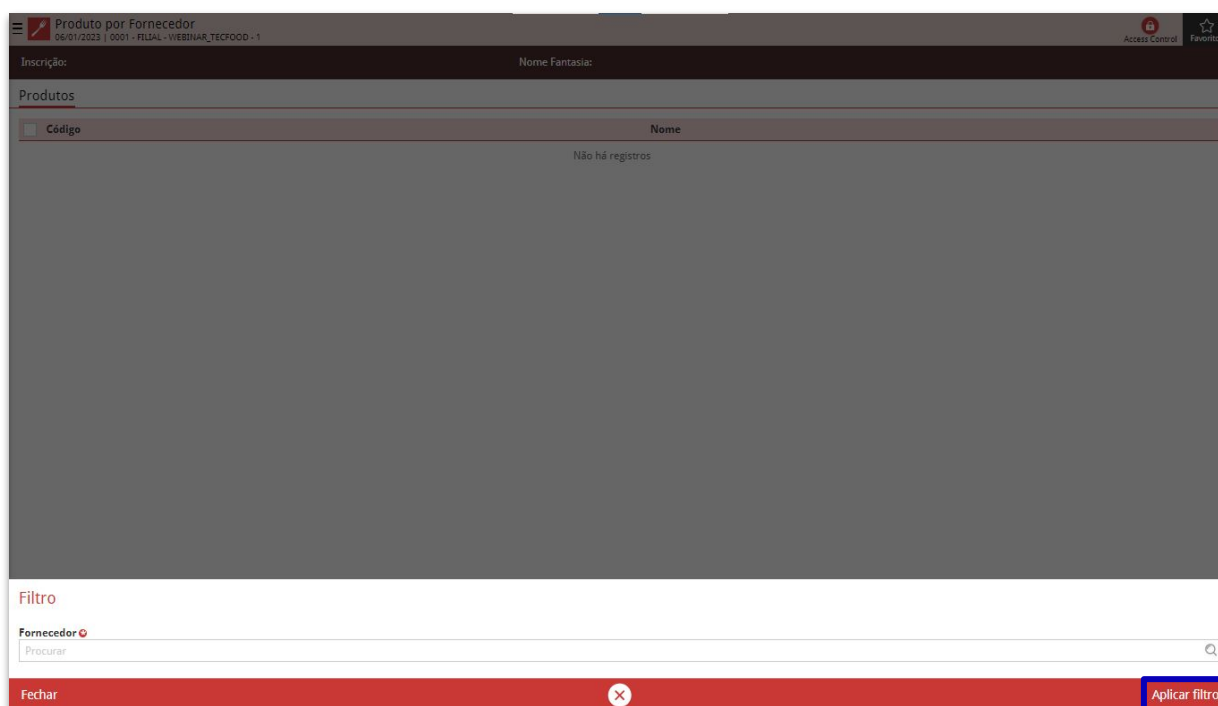 Produto por Fornecedor
06/01/2023 | 0001 - FILIAL - WEBINAR_TECFOOD - 1
Access Control
Favorito
Inscrição:
Nome Fantasia:
Produtos
Código
Nome
Não há registros
Filtro
Fornecedor
Procurar
Fechar
Aplicar filtro